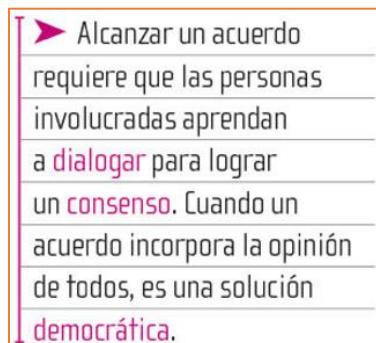 Alcanzar un acuerdo
requiere que las personas
involucradas aprendan
a dialogar para lograr
un consenso. Cuando un
acuerdo incorpora la opinión
de todos, es una solución
democrática.